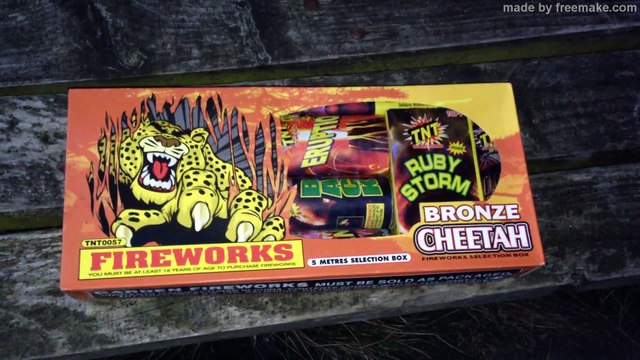 made by freemake.com
TNT
RUBY
STORM
BRONZE
CHEETAH
FIREWORKS SELECTION BOX
TNT0057
FIREWORKS
5 METRES SELECTION BOX
YOU MUST BE AT LEAST 18 YEARS OF AGE TO PURCHASE FIREWORKS
FIREWORKS MUST BE SOLD AS PACKAGED